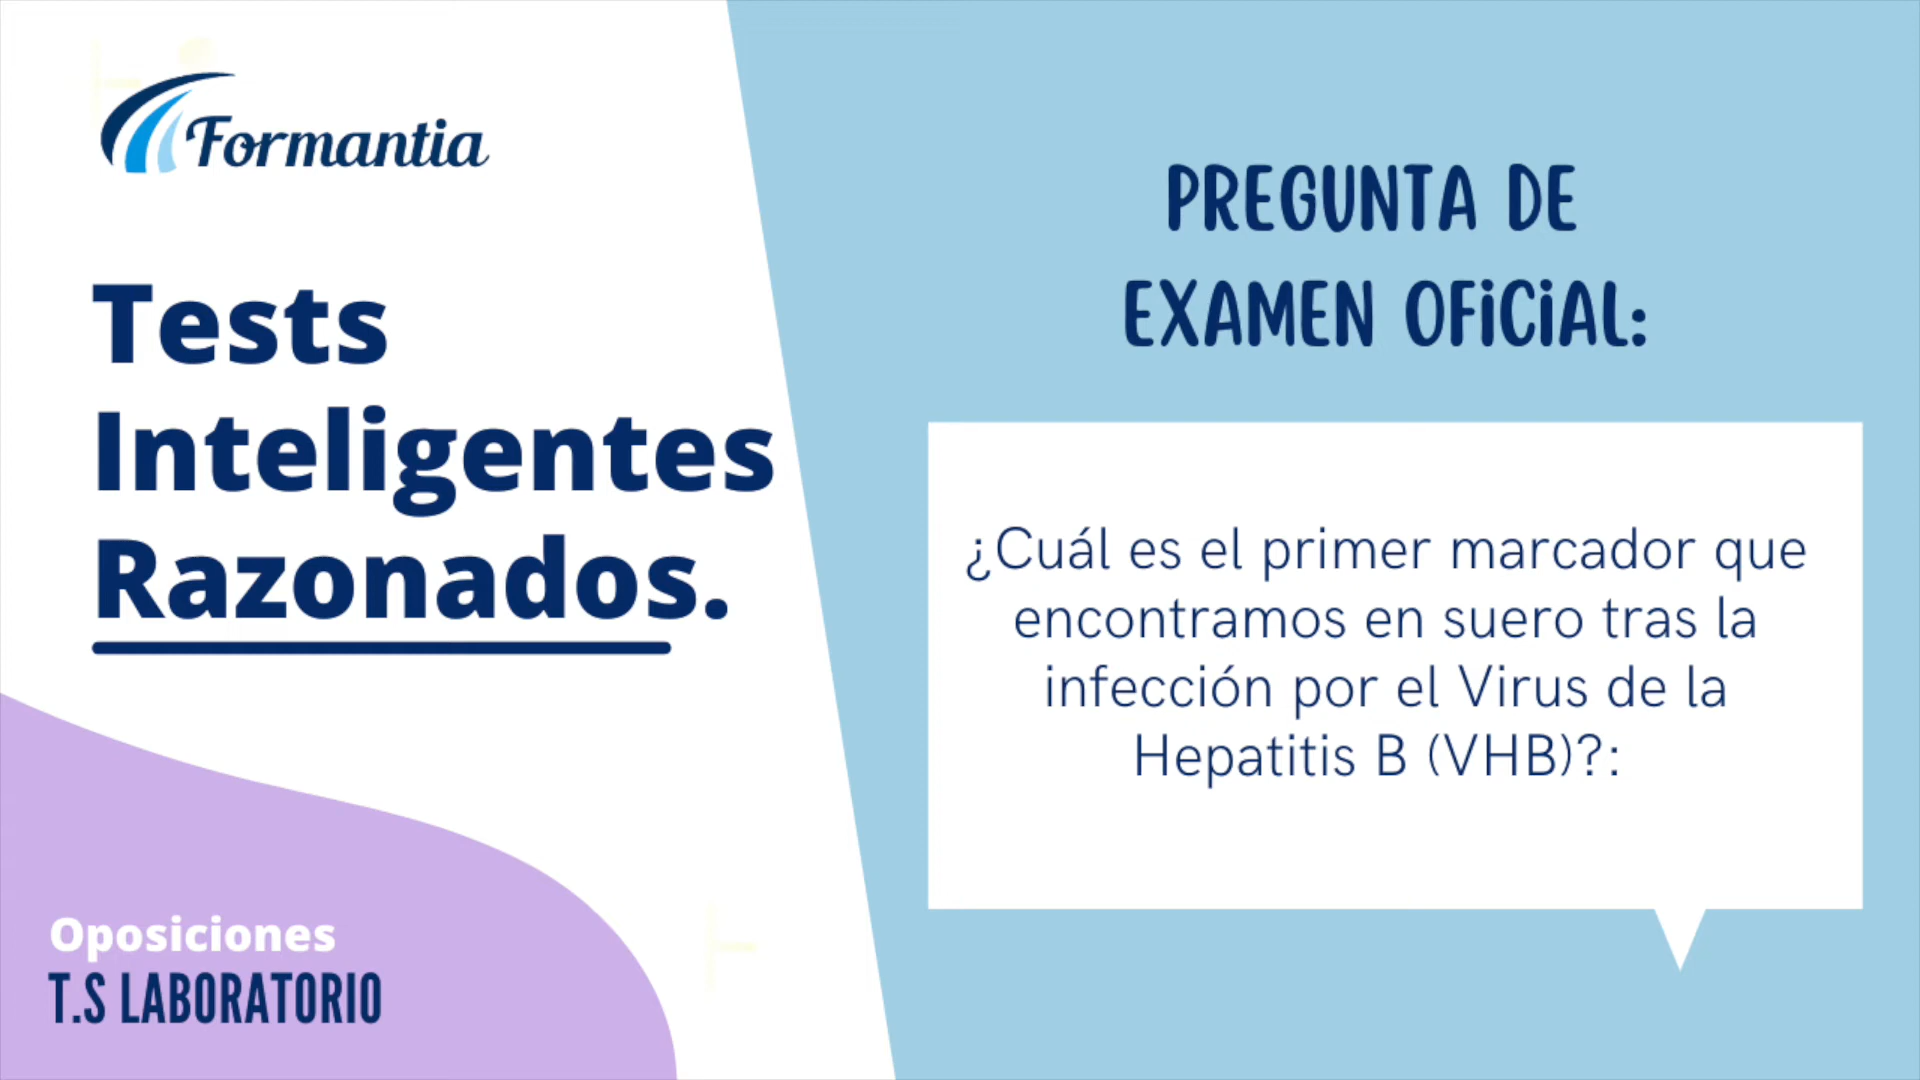 Formantia
Tests
Inteligentes
Razonados.
Oposiciones
T.S LABORATORIO
PREGUNTA DE
EXAMEN OFICIAL:
¿Cuál es el primer marcador que
encontramos en suero tras la
infección por el Virus de la
Hepatitis B (VHB)?: